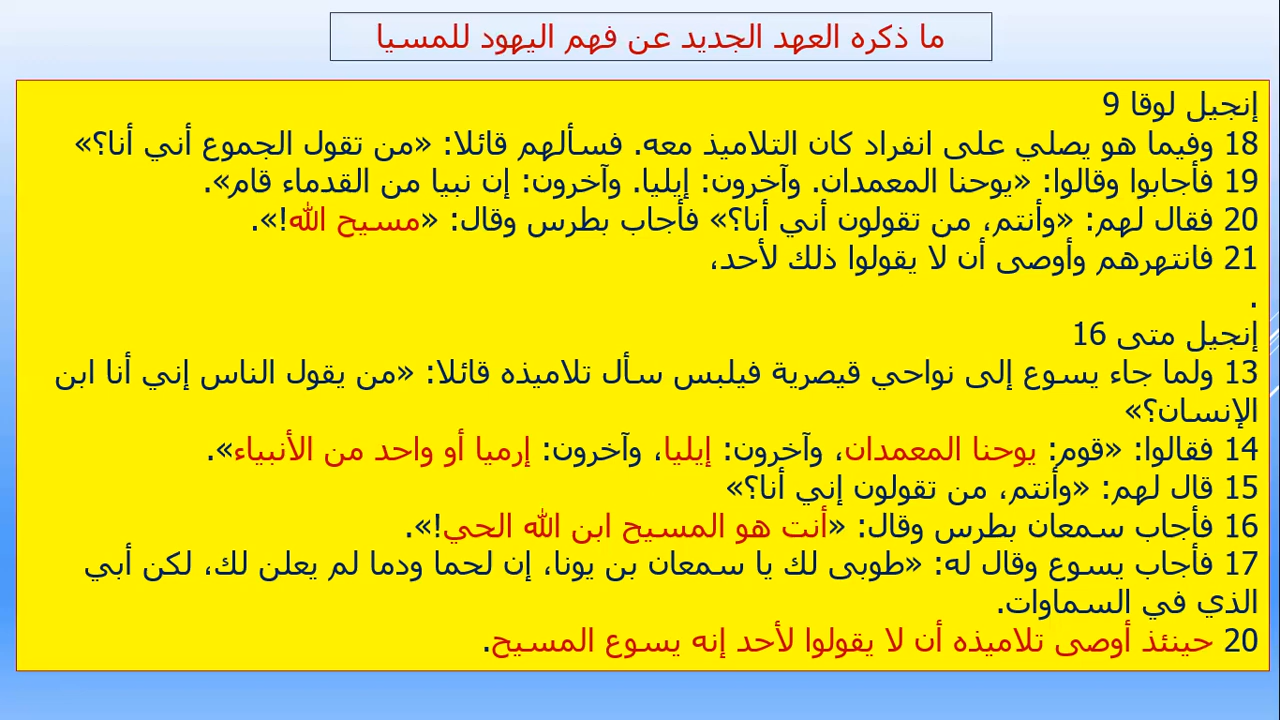 ما ذكره العهد الجديد عن فهم اليهود للمسيا
إنجيل لوقا 9
18 وفيما هو يصلي على انفراد كان التلاميذ معه. فسألهم قائلا: «من تقول الجموع أني أنا؟»
19 فأجابوا وقالوا: «يوحنا المعمدان. وآخرون: إيليا. وآخرون: إن نبيا من القدماء قام».
20 فقال لهم: «وأنتم، من تقولون أني أنا؟» فأجاب بطرس وقال: «مسيح الله!».
21 فانتهرهم وأوصى أن لا يقولوا ذلك لأحد،
.
إنجيل متى 16
13 ولما جاء يسوع إلى نواحي قيصرية فيلبس سأل تلاميذه قائلا: «من يقول الناس إني أنا ابن
الإنسان؟»
14 فقالوا: «قوم: يوحنا المعمدان، وآخرون: إيليا، وآخرون: إرميا أو واحد من الأنبياء».
15 قال لهم: «وأنتم، من تقولون إني أنا؟»
16 فأجاب سمعان بطرس وقال: «أنت هو المسيح ابن الله الحي!».
17 فأجاب يسوع وقال له: «طوبى لك يا سمعان بن يونا، إن لحما ودما لم يعلن لك، لكن أبي
الذي في السماوات.
20 حينئذ أوصى تلاميذه أن لا يقولوا لأحد إنه يسوع المسيح.